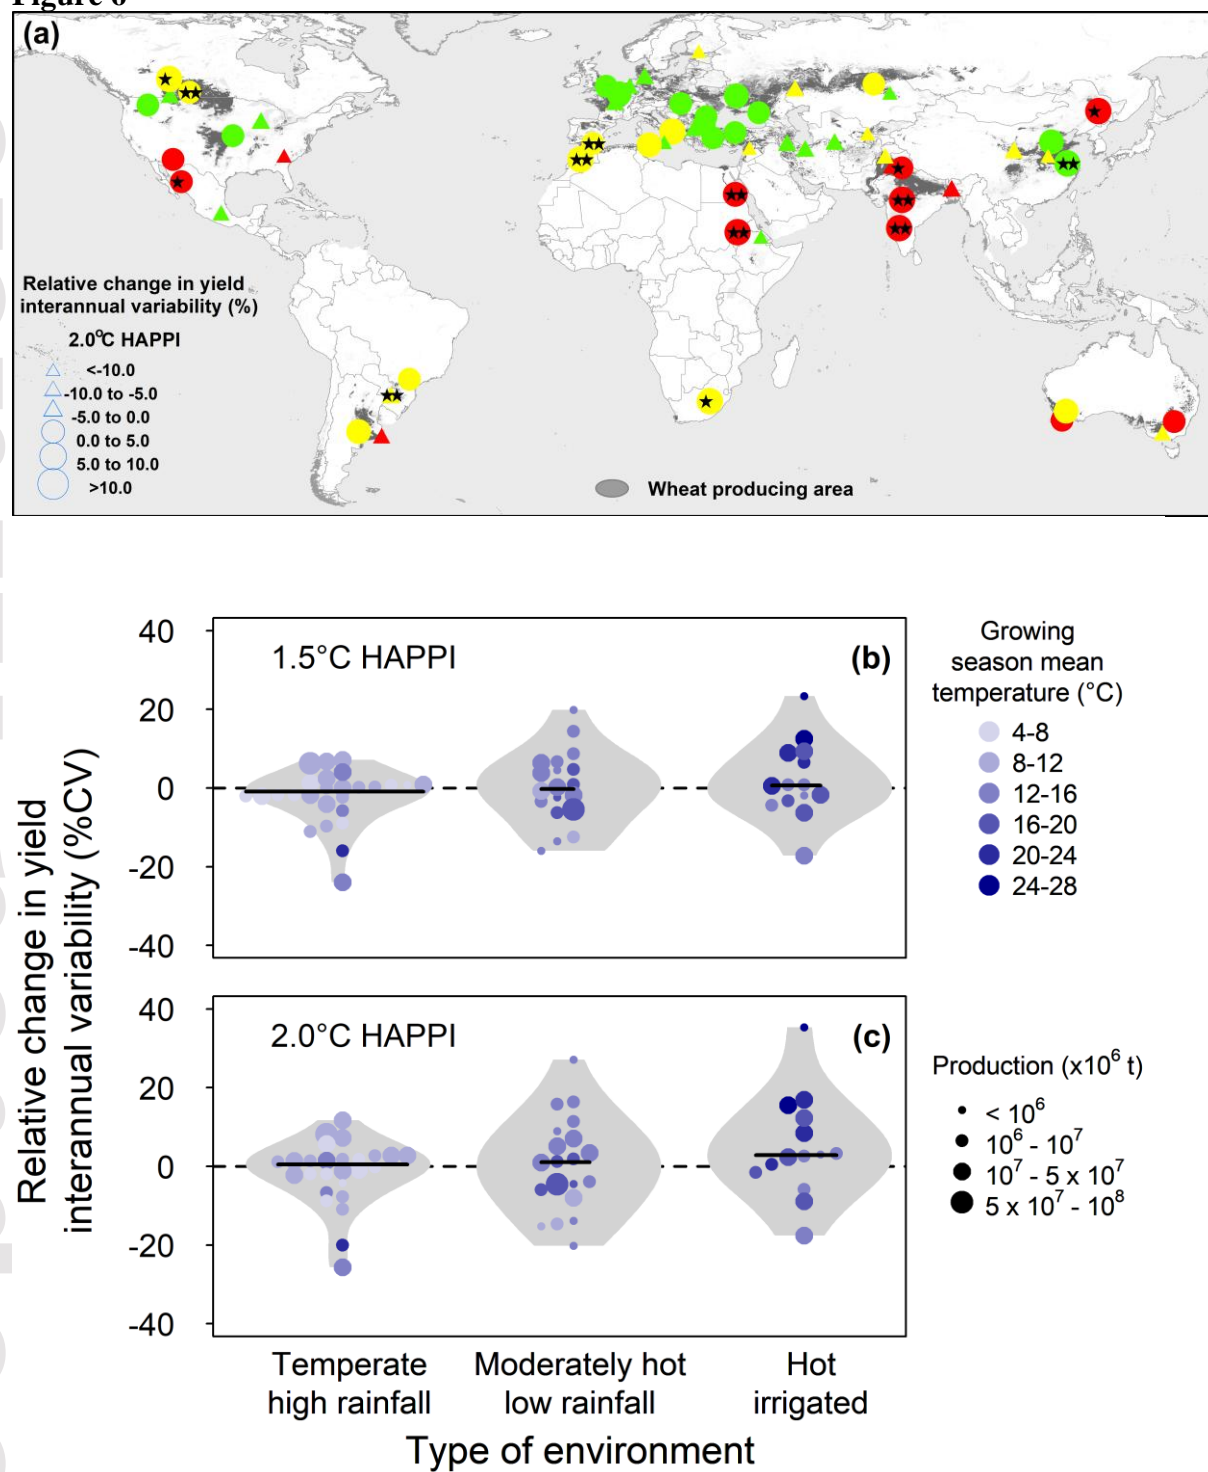 Figure 6
(a)
Relative change in yield
interannual variability (%)
2.0°C HAPPI
<-10.0
-10.0 to -5.0
-5.0 to 0.0
0.0 to 5.0
5.0 to 10.0
>10.0
Wheat producing area
Relative change in yield
interannual variability (%CV)
40
20
0
-20
-40
1.5°C HAPPI
(b)
Growing
season mean
temperature (°C)
4-8
8-12
12-16
16-20
20-24
24-28
40
20
0
-20
-40
2.0°C HAPPI
(c)
Production (x10⁶ t)
< 10⁶
10⁶ - 10⁷
10⁷ - 5 x 10⁷
5 x 10⁷ - 10⁸
Temperate
high rainfall
Moderately hot
low rainfall
Hot
irrigated
Type of environment